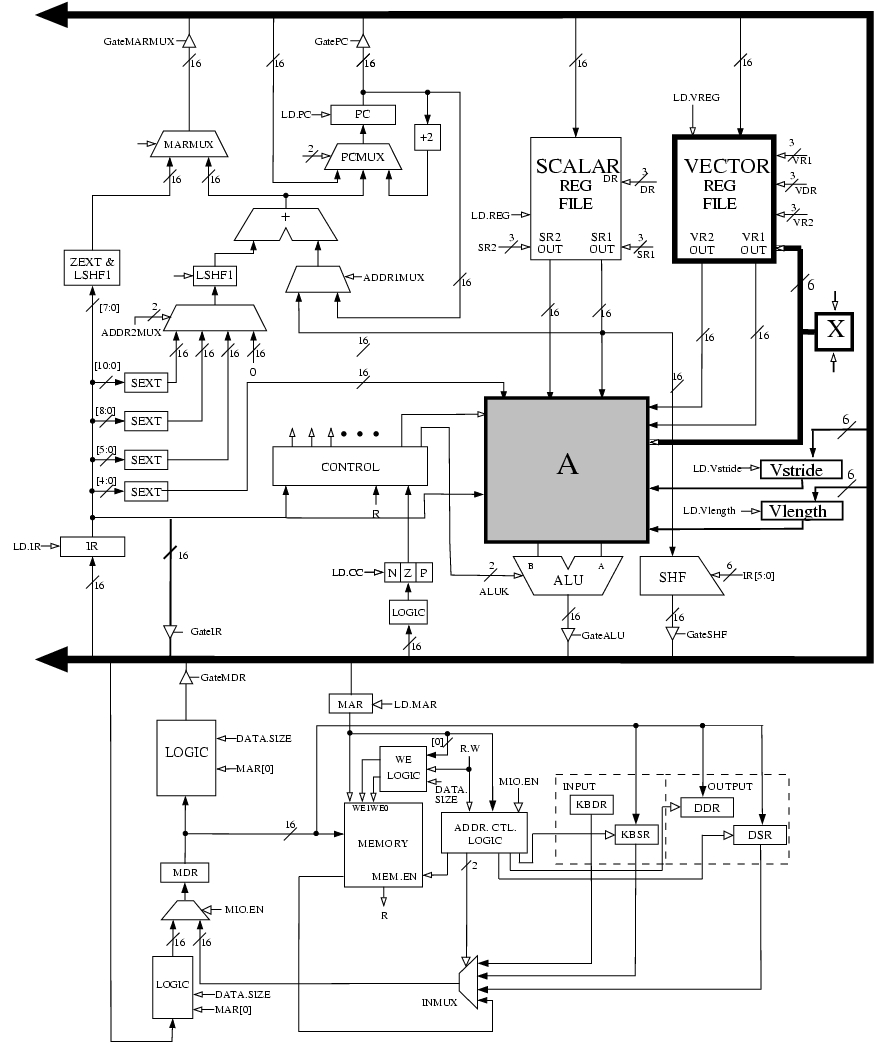 GateMARMUX
GatePC
16
16
16
16
16
LD.VREG
LD.PC
PC
+2
MARMUX
2
PCMUX
16
16
SCALAR
REG
FILE
DR
3
DR
LD.REG
SR2
OUT
SR1
OUT
3
SR2
3
SR1
VECTOR
REG
FILE
3
VR1
3
VDR
3
VR2
VR2
OUT
VR1
OUT
+
ZEXT &
LSHF1
LSHF1
ADDR1MUX
16
6
[7:0]
2
ADDR2MUX
16
16
16
16
0
16
16
16
16
16
X
[10:0]
SEXT
16
16
[8:0]
SEXT
[5:0]
SEXT
[4:0]
SEXT
CONTROL
R
A
6
LD.Vstride
Vstride
6
LD.Vlength
Vlength
LD.IR
IR
16
16
GateIR
LD.CC
N Z P
LOGIC
16
2
ALUK
B
A
ALU
16
GateALU
SHF
6
IR[5:0]
16
GateSHF
GateMDR
MAR
LD.MAR
LOGIC
DATA.SIZE
MAR[0]
[0]
R.W
WE
LOGIC
DATA.
SIZE
MIO.EN
WE1 WE0
MEMORY
MEM.EN
R
ADDR. CTL.
LOGIC
2
INPUT
KBDR
KBSR
OUTPUT
DDR
DSR
16
MDR
MIO.EN
16
16
LOGIC
DATA.SIZE
MAR[0]
INMUX